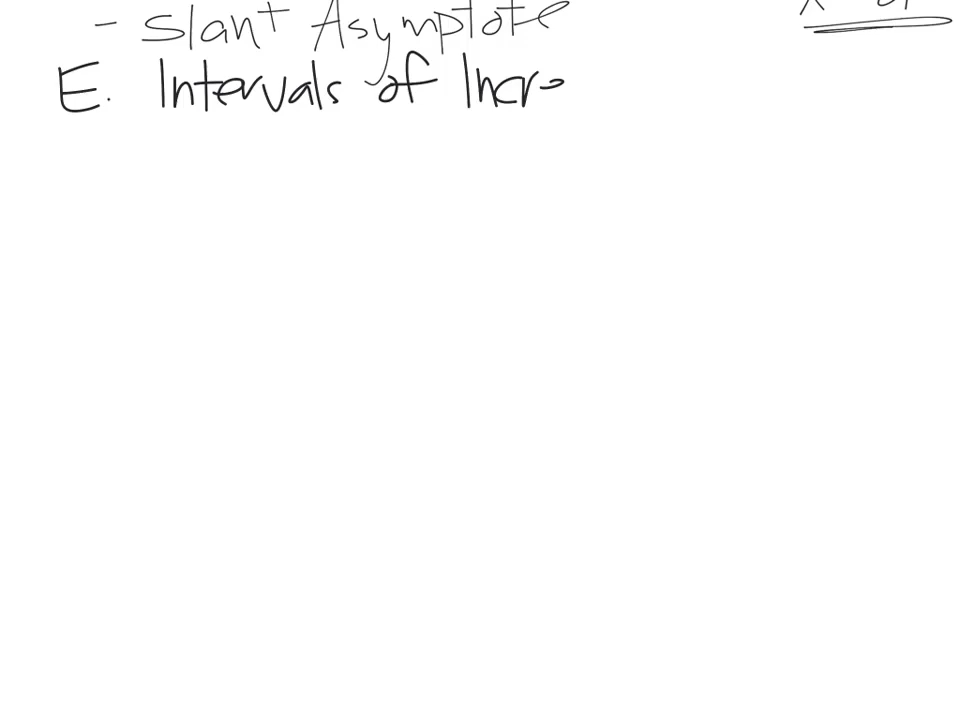 - Slant Asymptote
E. Intervals of Incre